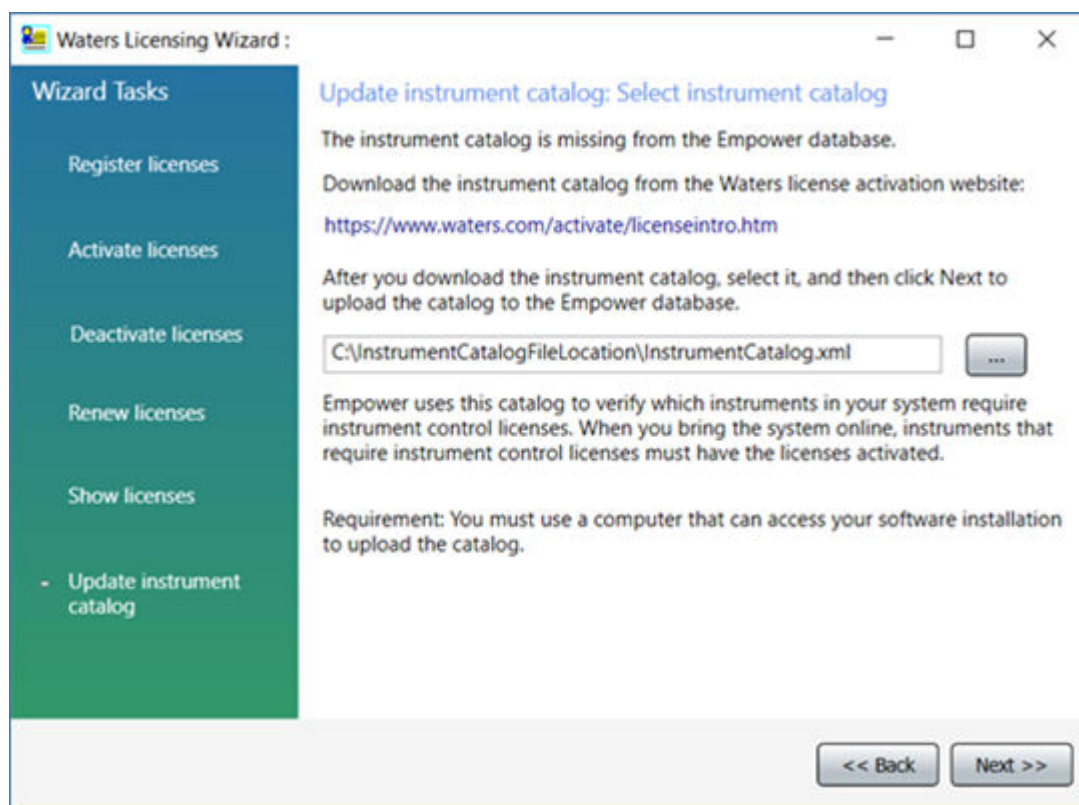 Waters Licensing Wizard :
Wizard Tasks
Register licenses
Activate licenses
Deactivate licenses
Renew licenses
Show licenses
- Update instrument
catalog
Update instrument catalog: Select instrument catalog
The instrument catalog is missing from the Empower database.
Download the instrument catalog from the Waters license activation website:
https://www.waters.com/activate/licenseintro.htm
After you download the instrument catalog, select it, and then click Next to
upload the catalog to the Empower database.
C:\InstrumentCatalogFileLocation\InstrumentCatalog.xml
...
Empower uses this catalog to verify which instruments in your system require
instrument control licenses. When you bring the system online, instruments that
require instrument control licenses must have the licenses activated.
Requirement: You must use a computer that can access your software installation
to upload the catalog.
<< Back
Next >>